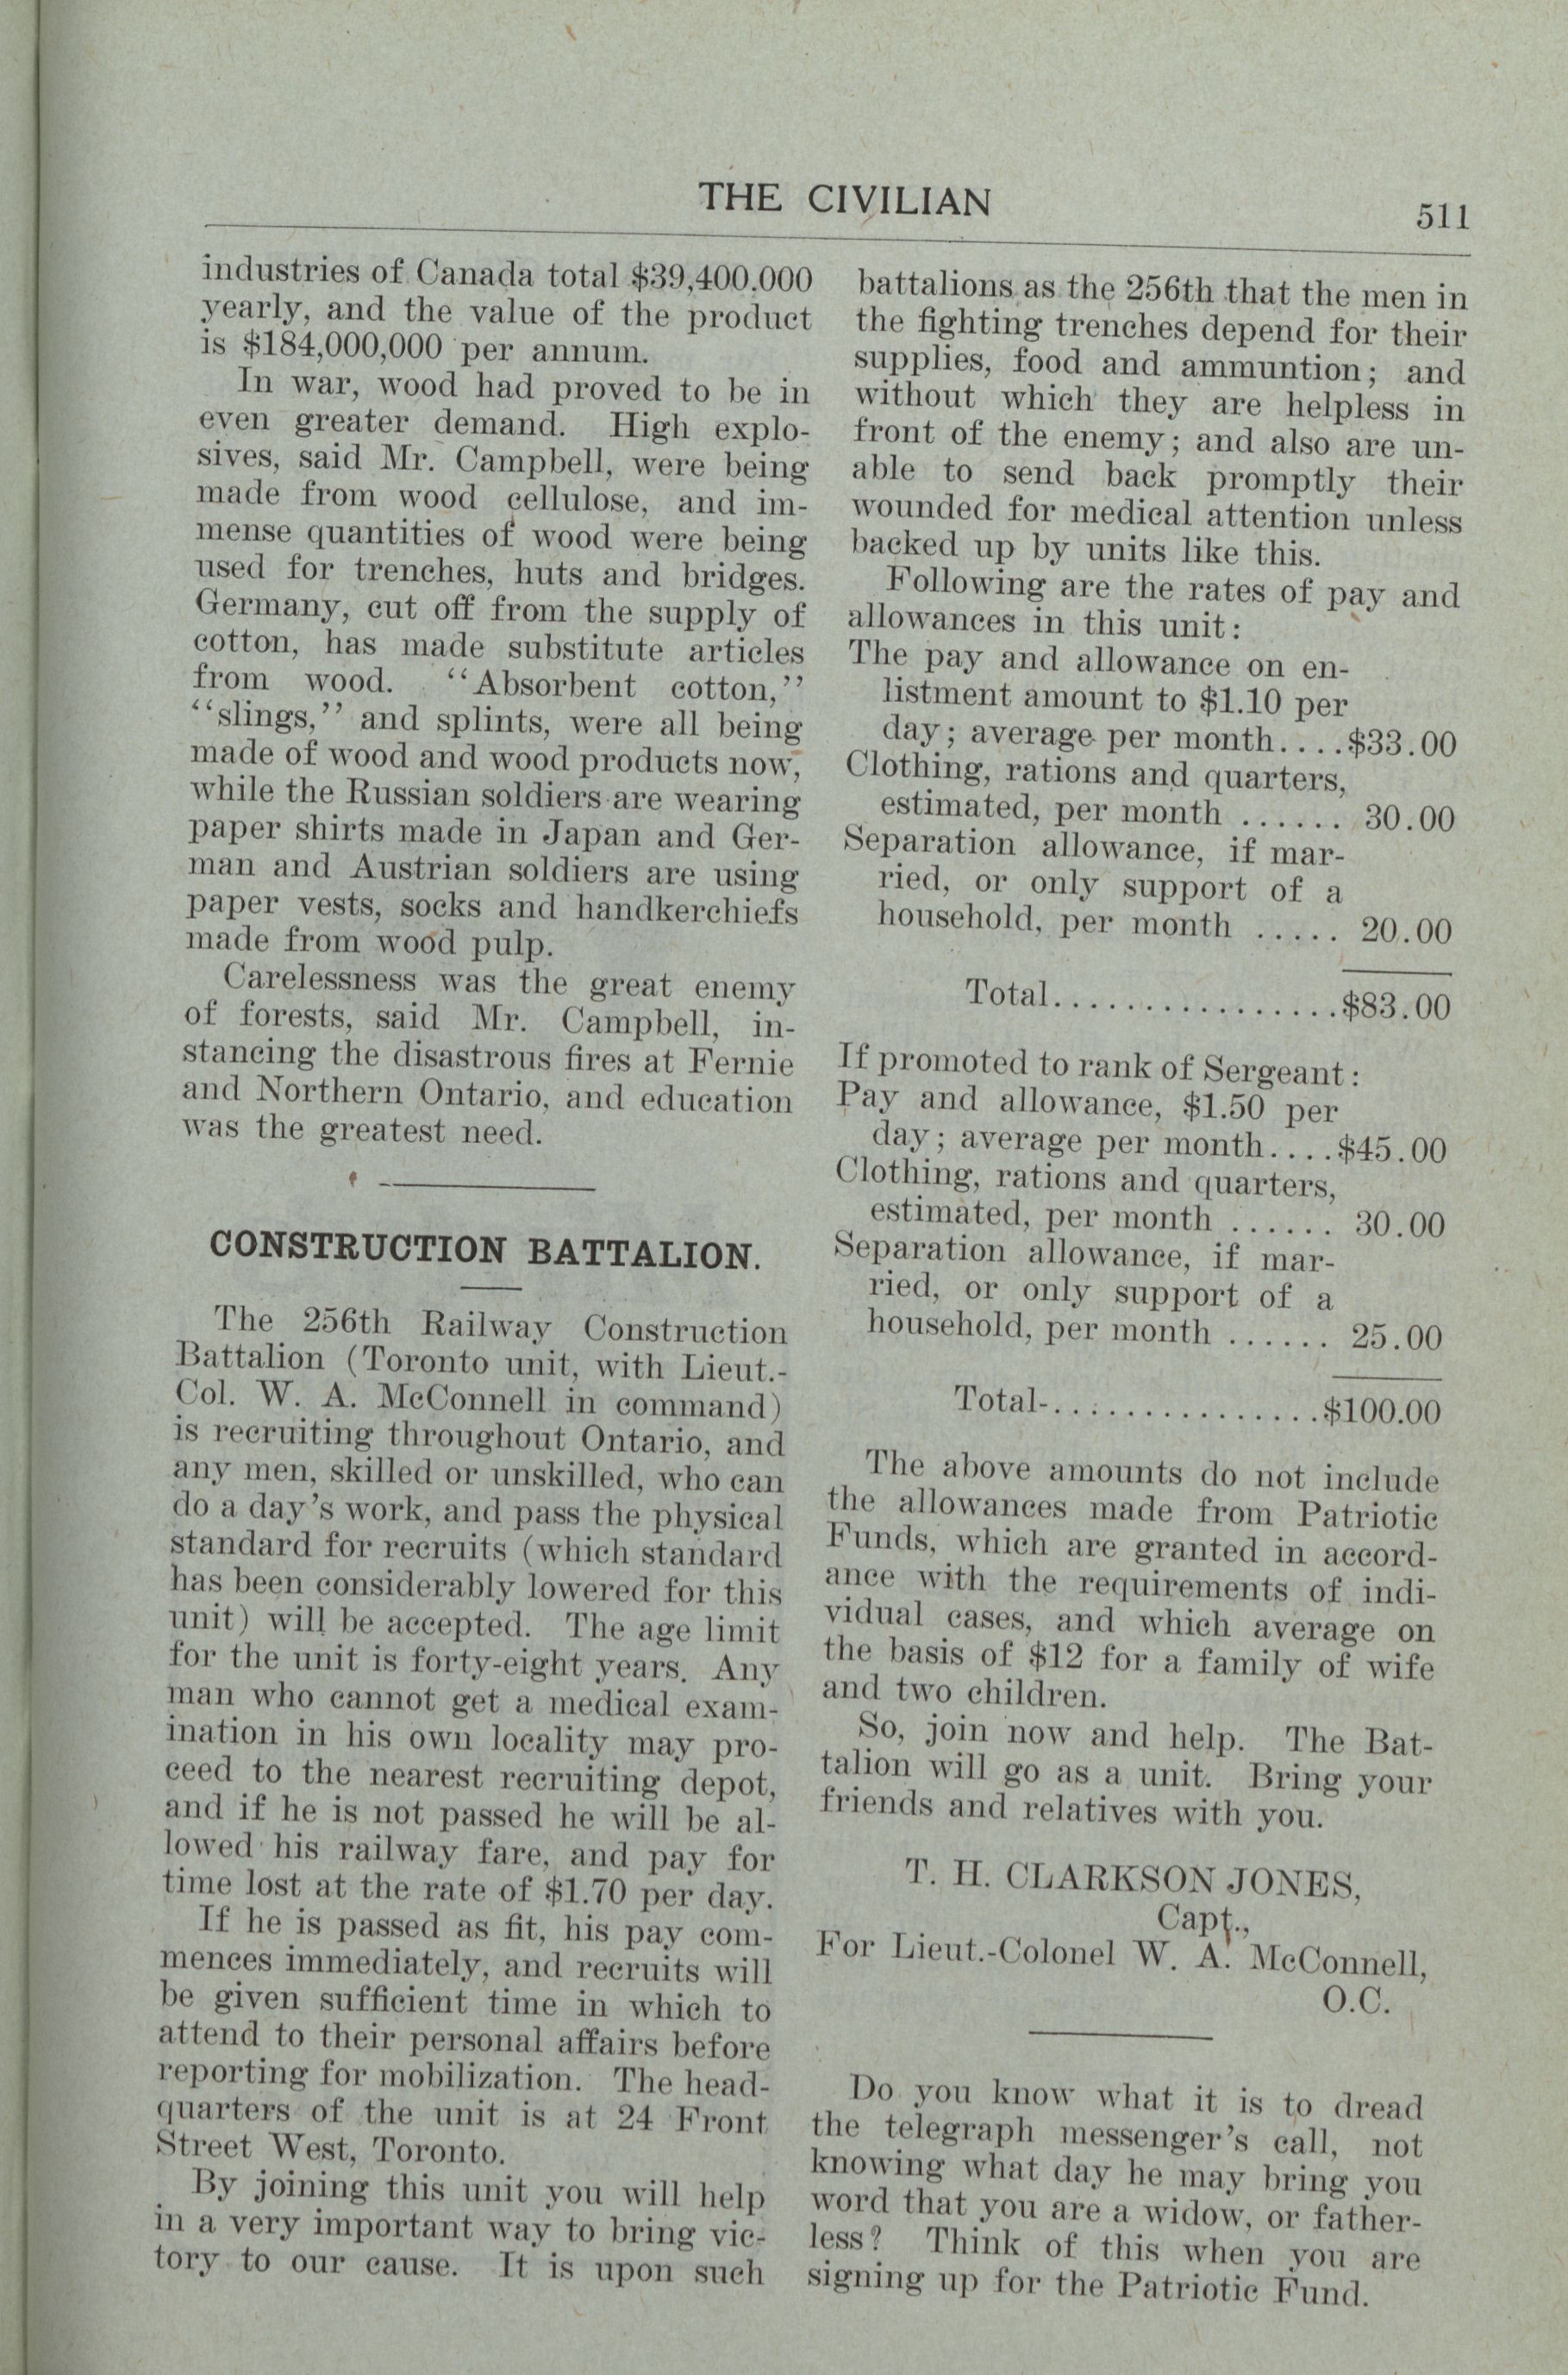 THE CIVILIAN
511
industries of Canada total $39,400.000
yearly, and the value of the product
is $184,000,000 per annum.
In war, wood had proved to be in
even greater demand. High explo-
sives, said Mr. Campbell, were being
made from wood cellulose, and im-
mense quantities of wood were being
used for trenches, huts and bridges.
Germany, cut off from the supply of
cotton, has made substitute articles
from wood. “Absorbent cotton,”
“slings,” and splints, were all being
made of wood and wood products now,
while the Russian soldiers are wearing
paper shirts made in Japan and Ger-
man and Austrian soldiers are using
paper vests, socks and handkerchiefs
made from wood pulp.
Carelessness was the great enemy
of forests, said Mr. Campbell, in-
stancing the disastrous fires at Fernie
and Northern Ontario, and education
was the greatest need.
CONSTRUCTION BATTALION.
The 256th Railway Construction
Battalion (Toronto unit, with Lieut.-
Col. W. A. McConnell in command)
is recruiting throughout Ontario, and
any men, skilled or unskilled, who can
do a day's work, and pass the physical
standard for recruits (which standard
has been considerably lowered for this
unit) will be accepted. The age limit
for the unit is forty-eight years. Any
man who cannot get a medical exam-
ination in his own locality may pro-
ceed to the nearest recruiting depot,
and if he is not passed he will be al-
lowed his railway fare, and pay for
time lost at the rate of $1.70 per day.
If he is passed as fit, his pay com-
mences immediately, and recruits will
be given sufficient time in which to
attend to their personal affairs before
reporting for mobilization. The head-
quarters of the unit is at 24 Front
Street West, Toronto.
By joining this unit you will help
in a very important way to bring vic-
tory to our cause. It is upon such
battalions as the 256th that the men in
the fighting trenches depend for their
supplies, food and ammuntion; and
without which they are helpless in
front of the enemy; and also are un-
able to send back promptly their
wounded for medical attention unless
backed up by units like this.
Following are the rates of pay and
allowances in this unit:
The pay and allowance on en-
listment amount to $1.10 per
day; average per month....$33.00
Clothing, rations and quarters,
estimated, per month ...... 30.00
Separation allowance, if mar-
ried, or only support of a
household, per month ..... 20.00
Total................$83.00
If promoted to rank of Sergeant:
Pay and allowance, $1.50 per
day; average per month....$45.00
Clothing, rations and quarters,
estimated, per month ...... 30.00
Separation allowance, if mar-
ried, or only support of a
household, per month ...... 25.00
Total-...............$100.00
The above amounts do not include
the allowances made from Patriotic
Funds, which are granted in accord-
ance with the requirements of indi-
vidual cases, and which average on
the basis of $12 for a family of wife
and two children.
So, join now and help. The Bat-
talion will go as a unit. Bring your
friends and relatives with you.
T. H. CLARKSON JONES,
Capt.,
For Lieut.-Colonel W. A. McConnell,
O.C.
Do you know what it is to dread
the telegraph messenger's call, not
knowing what day he may bring you
word that you are a widow, or father-
less? Think of this when you are
signing up for the Patriotic Fund.